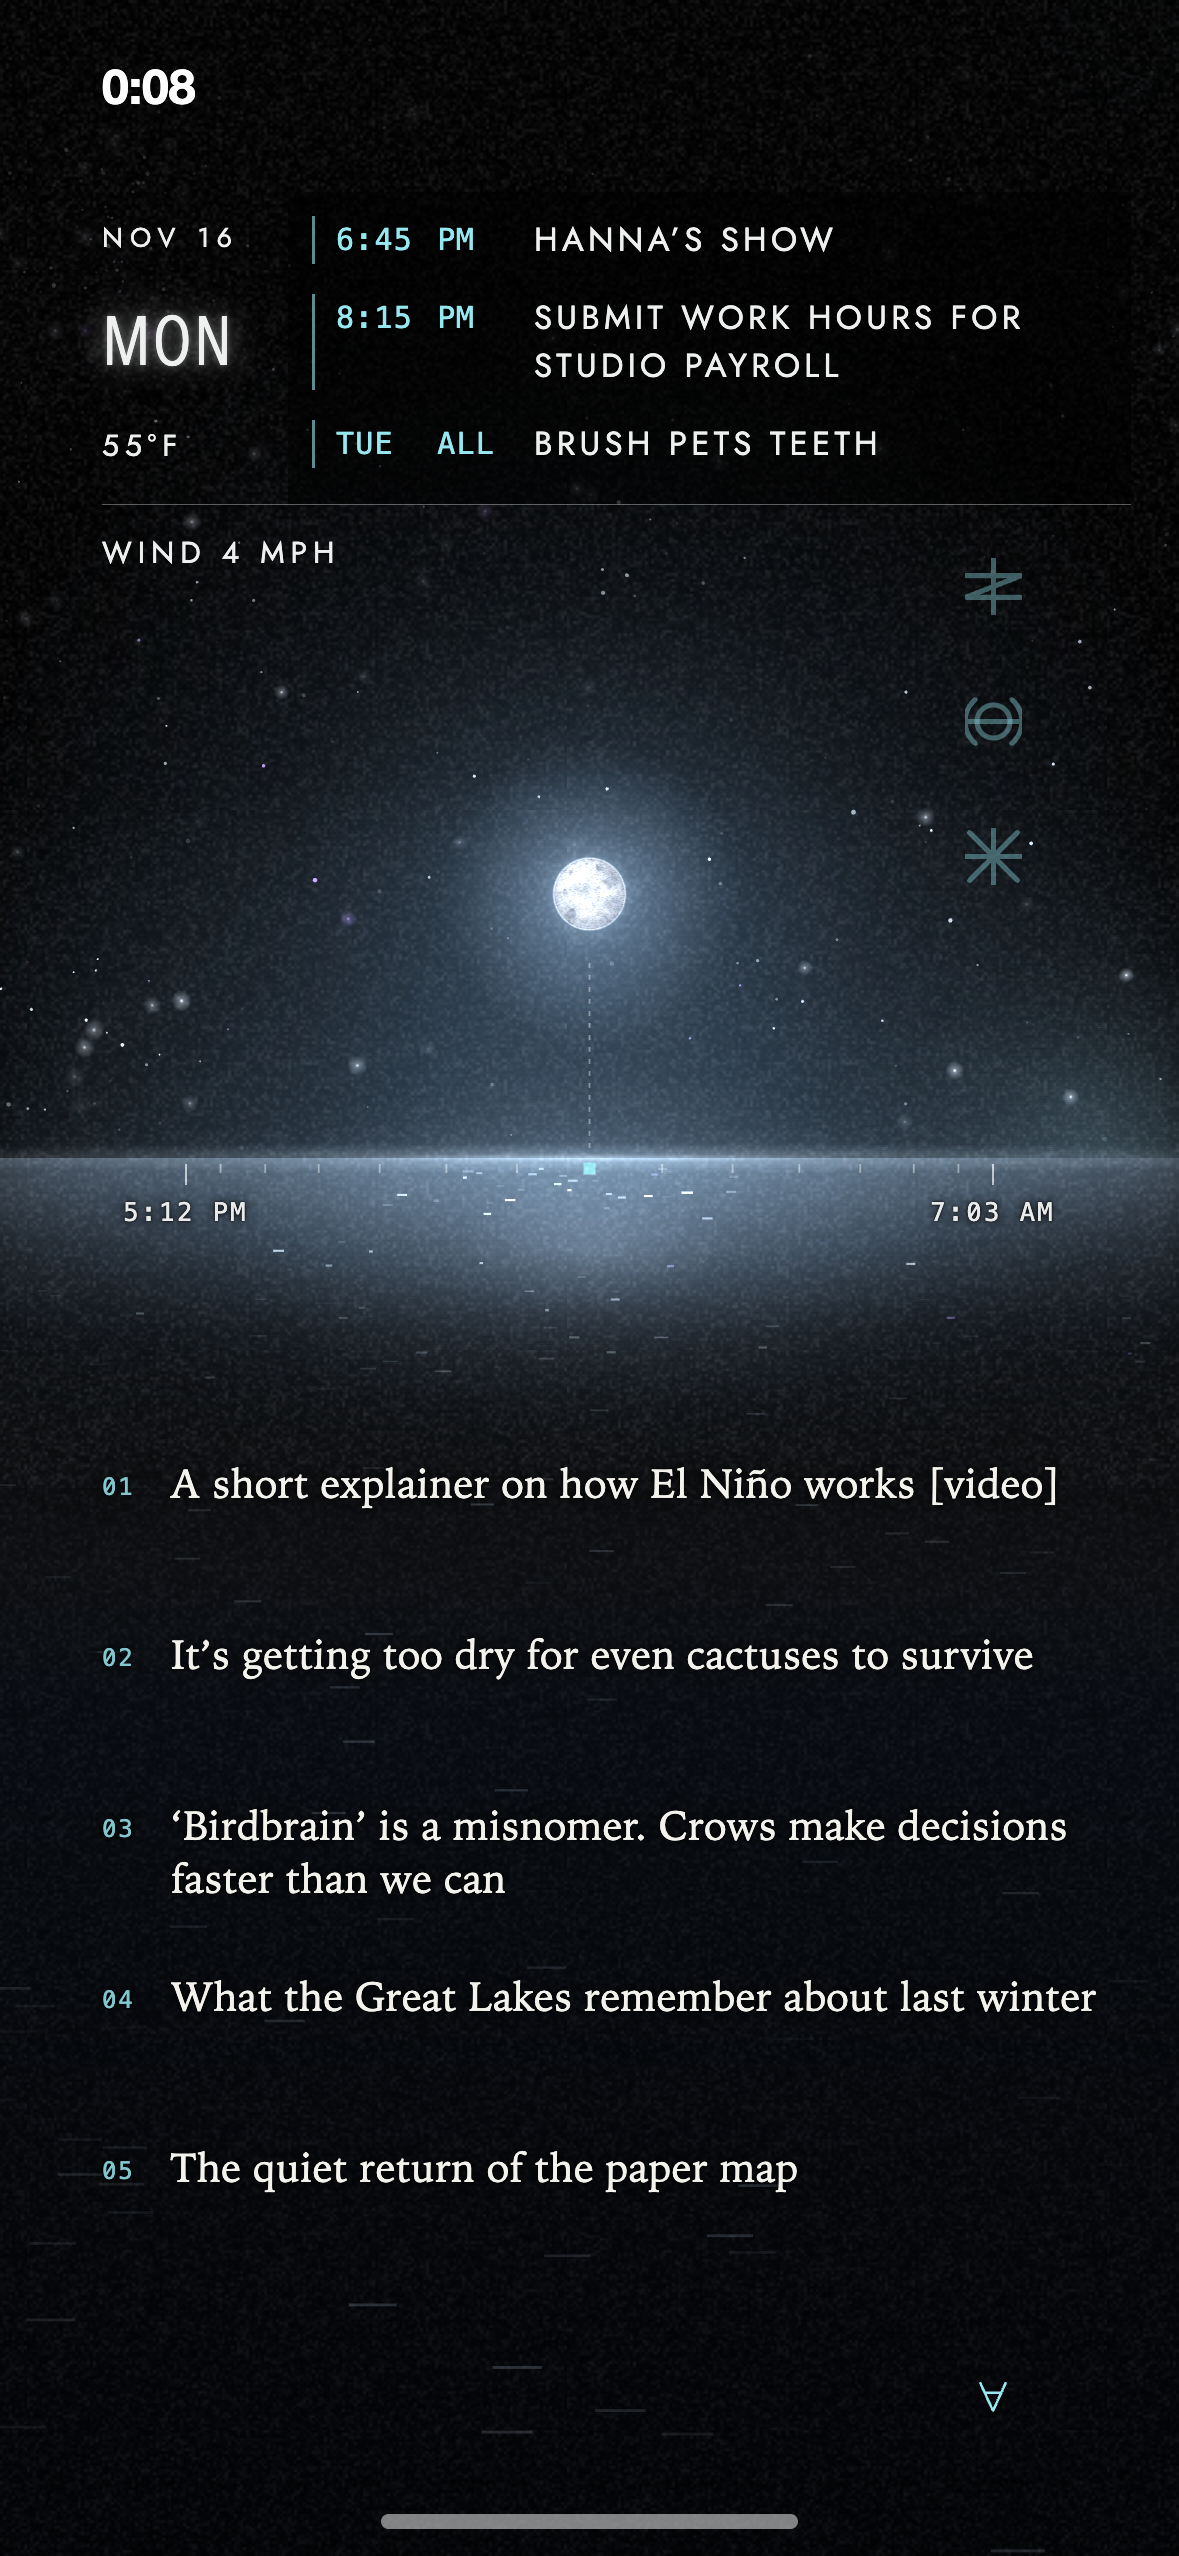 0:08
NOV 16
MON
55°F
6:45 PM HANNA’S SHOW
8:15 PM SUBMIT WORK HOURS FOR
STUDIO PAYROLL
TUE ALL BRUSH PETS TEETH
WIND 4 MPH
5:12 PM
7:03 AM
01 A short explainer on how El Niño works [video]
02 It’s getting too dry for even cactuses to survive
03 ‘Birdbrain’ is a misnomer. Crows make decisions
faster than we can
04 What the Great Lakes remember about last winter
05 The quiet return of the paper map